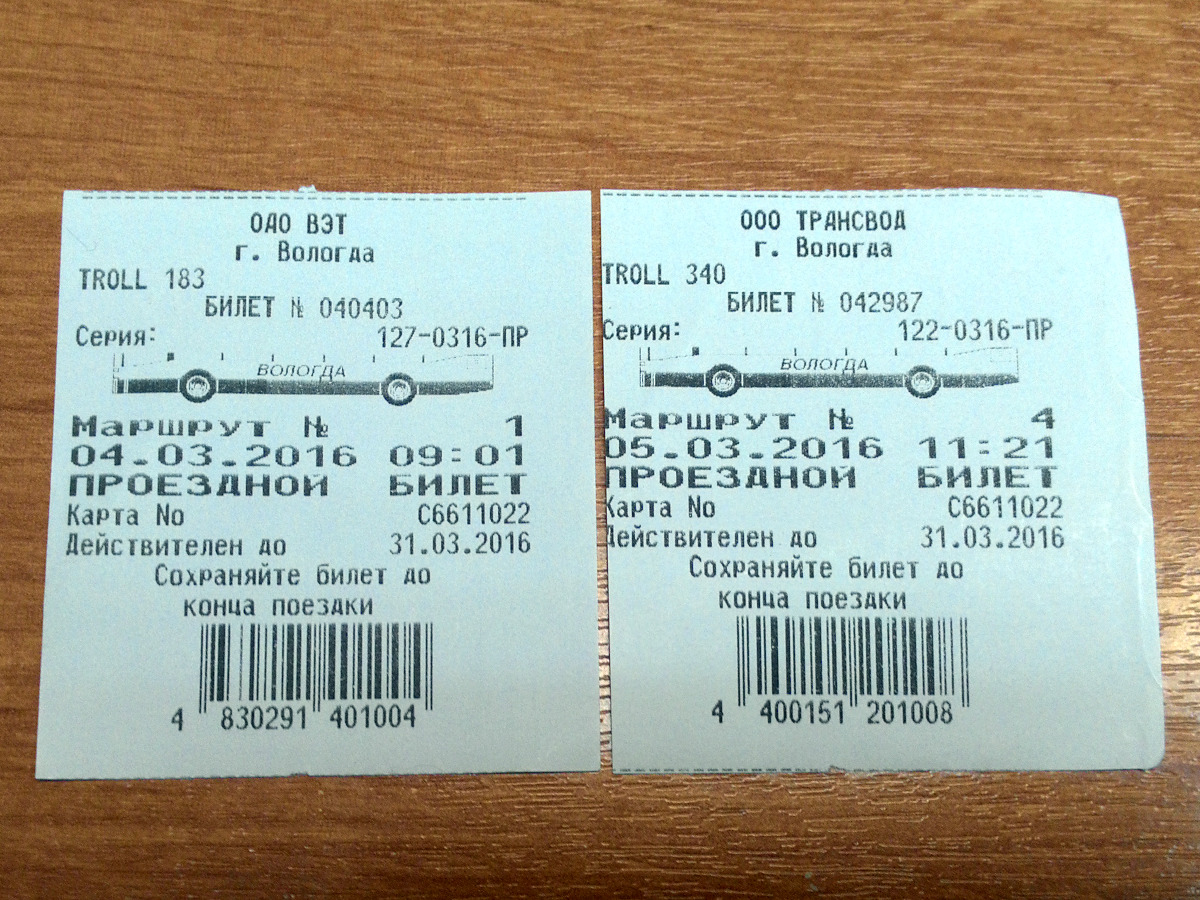 ОАО ВЭТ
г. Вологда
TROLL 183
БИЛЕТ № 040403
Серия: 127-0316-ПР
ВОЛОГДА
Маршрут № 1
04.03.2016 09:01
ПРОЕЗДНОЙ БИЛЕТ
Карта No С6611022
Действителен до 31.03.2016
Сохраняйте билет до
конца поездки
4 830291 401004
ООО ТРАНСВОД
г. Вологда
TROLL 340
БИЛЕТ № 042987
Серия: 122-0316-ПР
ВОЛОГДА
Маршрут № 4
05.03.2016 11:21
ПРОЕЗДНОЙ БИЛЕТ
Карта No С6611022
Действителен до 31.03.2016
Сохраняйте билет до
конца поездки
4 400151 201008